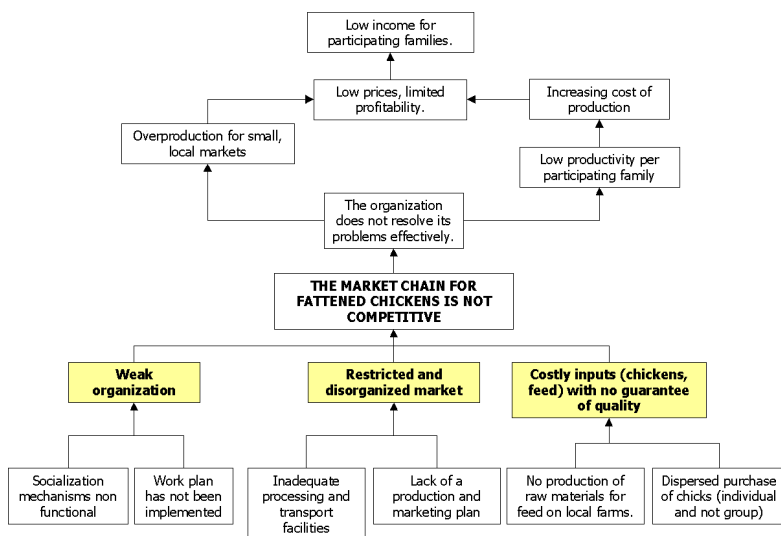 Low income for
participating families.
Low prices, limited
profitability.
Increasing cost of
production
Overproduction for small,
local markets
Low productivity per
participating family
The organization
does not resolve its
problems effectively.
THE MARKET CHAIN FOR
FATTENED CHICKENS IS NOT
COMPETITIVE
Weak
organization
Restricted and
disorganized market
Costly inputs (chickens,
feed) with no guarantee
of quality
Socialization
mechanisms non
functional
Work plan
has not been
implemented
Inadequate
processing and
transport
facilities
Lack of a
production and
marketing plan
No production of
raw materials for
feed on local farms.
Dispersed purchase
of chicks (individual
and not group)